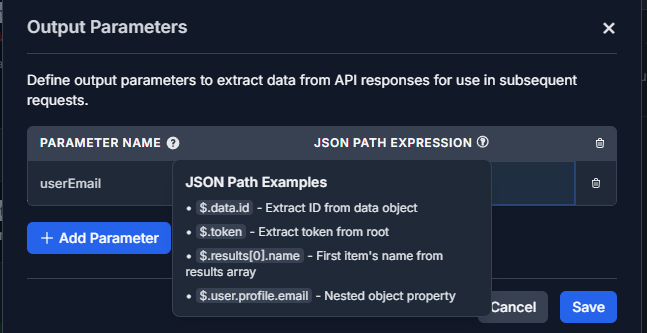 Output Parameters
Define output parameters to extract data from API responses for use in subsequent
requests.
PARAMETER NAME ? JSON PATH EXPRESSION ?
userEmail
JSON Path Examples
• $.data.id - Extract ID from data object
• $.token - Extract token from root
• $.results[0].name - First item's name from
results array
• $.user.profile.email - Nested object property
+ Add Parameter
Cancel Save